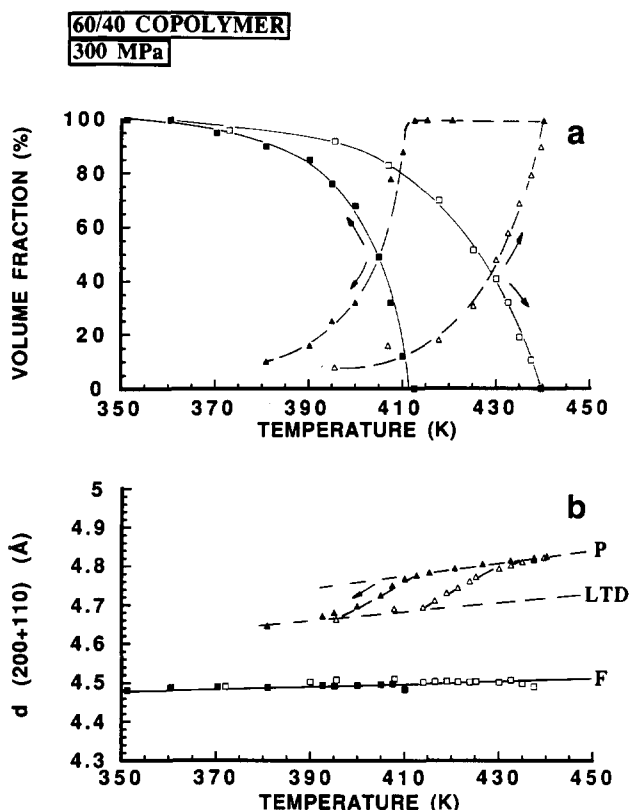 60/40 COPOLYMER
300 MPa
a
VOLUME FRACTION (%)
100
80
60
40
20
0
350 370 390 410 430 450
TEMPERATURE (K)
b
d (200+110) (Å)
5
4.9
4.8
4.7
4.6
4.5
4.4
4.3
P
LTD
F
350 370 390 410 430 450
TEMPERATURE (K)